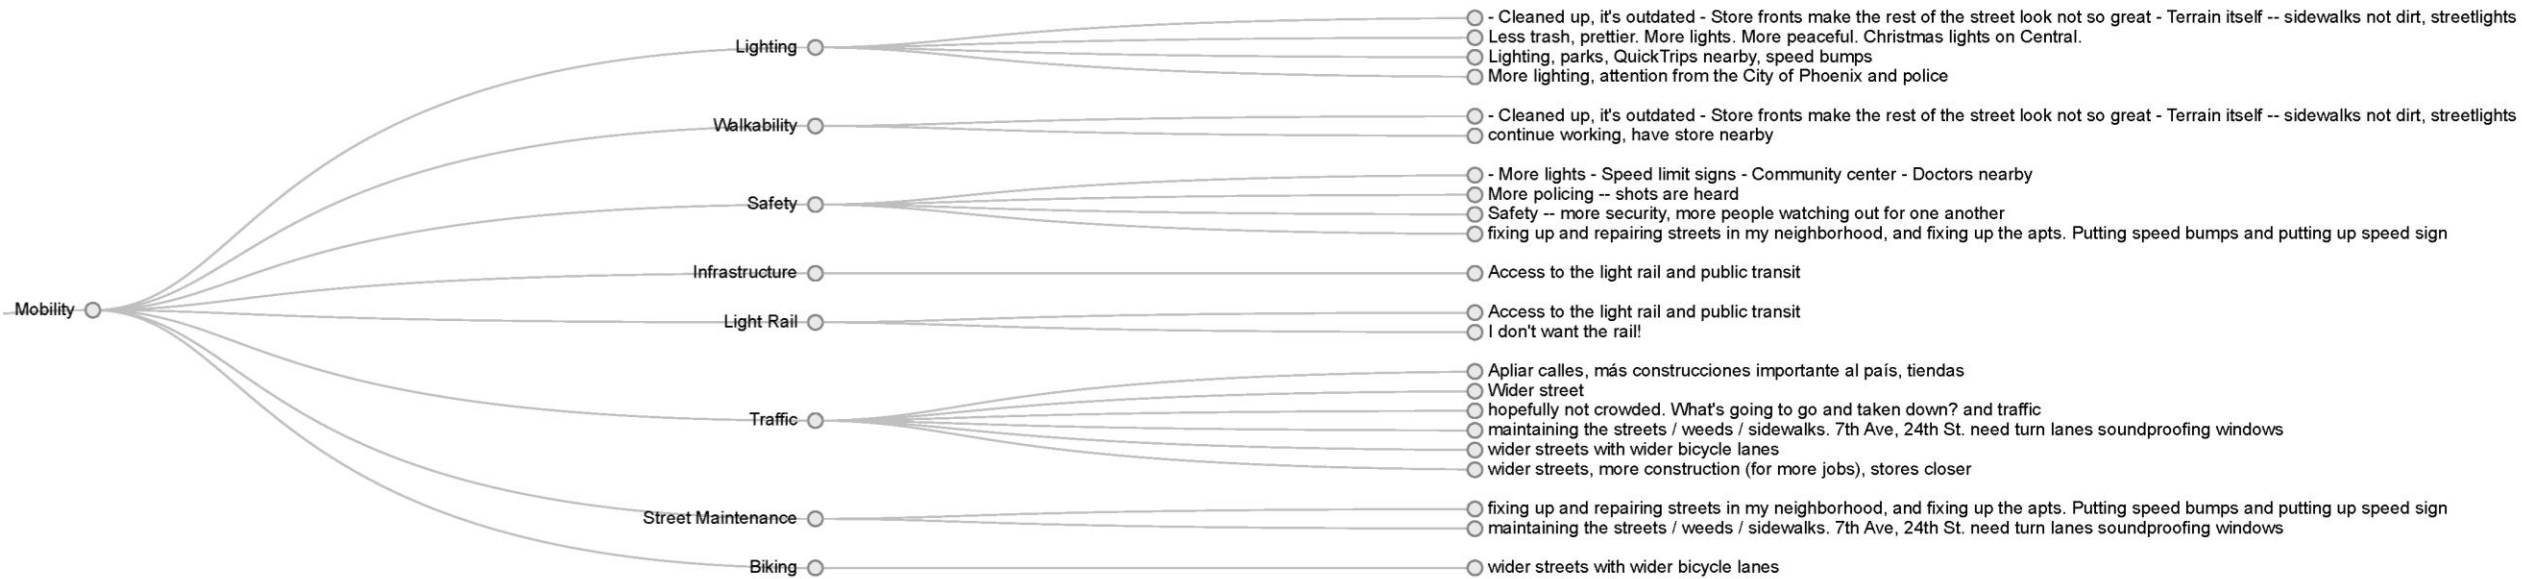 Mobility
Lighting
- Cleaned up, it's outdated - Store fronts make the rest of the street look not so great - Terrain itself -- sidewalks not dirt, streetlights
Less trash, prettier. More lights. More peaceful. Christmas lights on Central.
Lighting, parks, QuickTrips nearby, speed bumps
More lighting, attention from the City of Phoenix and police
Walkability
- Cleaned up, it's outdated - Store fronts make the rest of the street look not so great - Terrain itself -- sidewalks not dirt, streetlights
continue working, have store nearby
Safety
- More lights - Speed limit signs - Community center - Doctors nearby
More policing -- shots are heard
Safety -- more security, more people watching out for one another
fixing up and repairing streets in my neighborhood, and fixing up the apts. Putting speed bumps and putting up speed sign
Infrastructure
Access to the light rail and public transit
Light Rail
Access to the light rail and public transit
I don't want the rail!
Traffic
Apliar calles, más construcciones importante al país, tiendas
Wider street
hopefully not crowded. What's going to go and taken down? and traffic
maintaining the streets / weeds / sidewalks. 7th Ave, 24th St. need turn lanes soundproofing windows
wider streets with wider bicycle lanes
wider streets, more construction (for more jobs), stores closer
Street Maintenance
fixing up and repairing streets in my neighborhood, and fixing up the apts. Putting speed bumps and putting up speed sign
maintaining the streets / weeds / sidewalks. 7th Ave, 24th St. need turn lanes soundproofing windows
Biking
wider streets with wider bicycle lanes